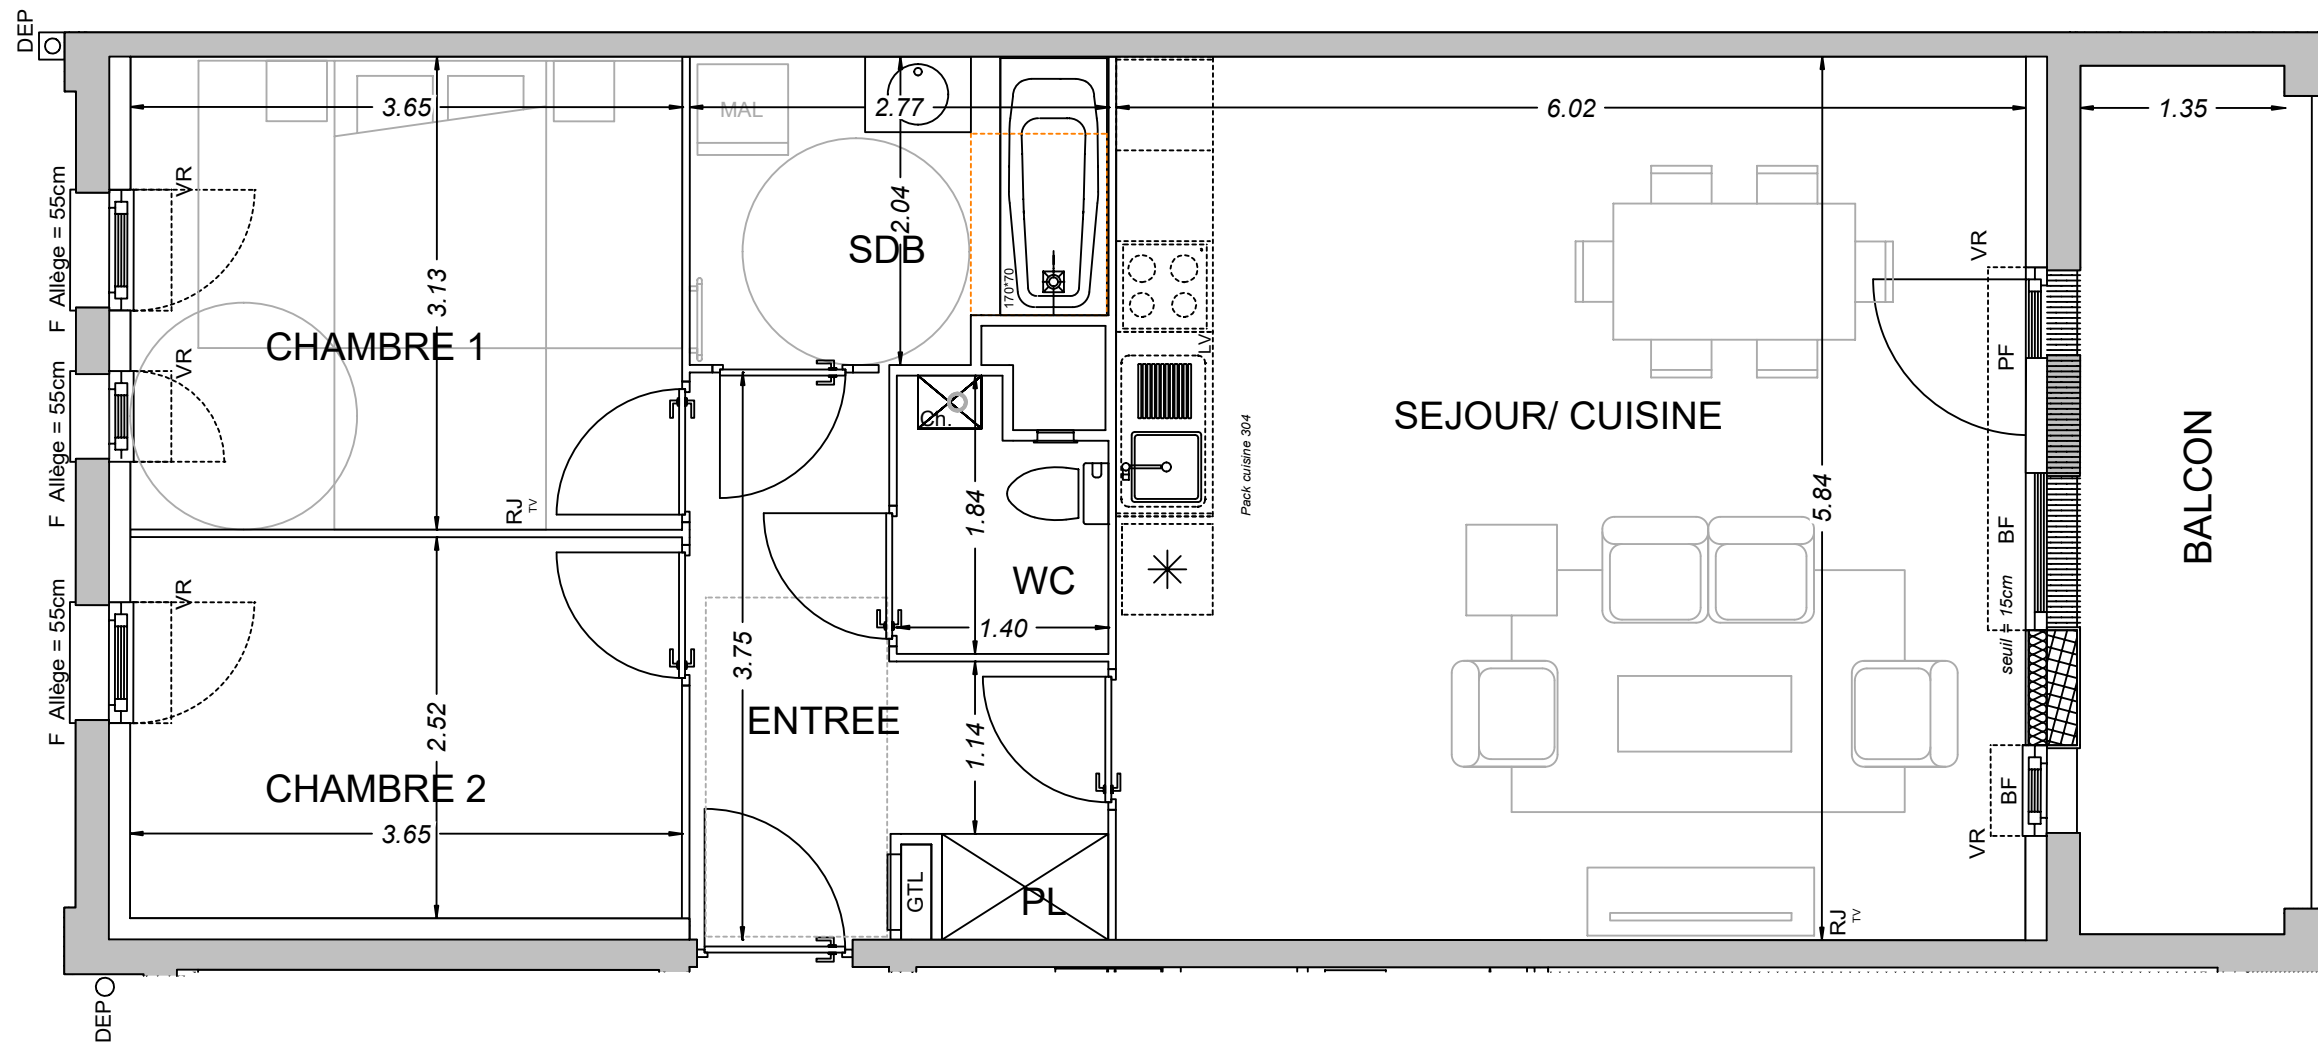 DEP
3.65
MAL
2.77
6.02
1.35
VR
F Allège = 55cm
2.04
SDB
3.13
170*70
VR
CHAMBRE 1
VR
LV
PF
F Allège = 55cm
Ch.
Pack cuisine 304
SEJOUR/ CUISINE
BALCON
RJ
TV
1.84
5.84
BF
WC
VR
F Allège = 55cm
seuil = 15cm
1.40
3.75
ENTREE
2.52
1.14
CHAMBRE 2
BF
3.65
VR
GTL
PL
RJ
TV
DEP